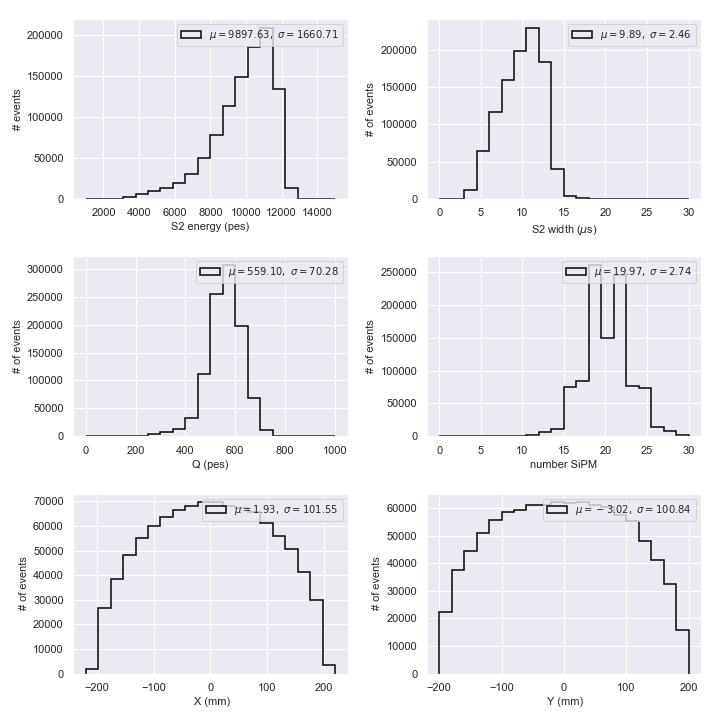 μ = 9897.63, σ = 1660.71
200000
150000
100000
50000
0
# events
2000 4000 6000 8000 10000 12000 14000
S2 energy (pes)
μ = 9.89, σ = 2.46
200000
150000
100000
50000
0
# of events
0 5 10 15 20 25 30
S2 width (μs)
μ = 559.10, σ = 70.28
300000
250000
200000
150000
100000
50000
0
# of events
0 200 400 600 800 1000
Q (pes)
μ = 19.97, σ = 2.74
250000
200000
150000
100000
50000
0
# of events
0 5 10 15 20 25 30
number SiPM
μ = 1.93, σ = 101.55
70000
60000
50000
40000
30000
20000
10000
0
# of events
−200 −100 0 100 200
X (mm)
μ = −3.02, σ = 100.84
60000
50000
40000
30000
20000
10000
0
# of events
−200 −100 0 100 200
Y (mm)